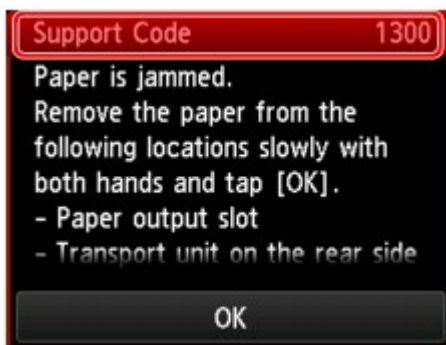 Support Code 1300
Paper is jammed.
Remove the paper from the
following locations slowly with
both hands and tap [OK].
- Paper output slot
- Transport unit on the rear side
OK